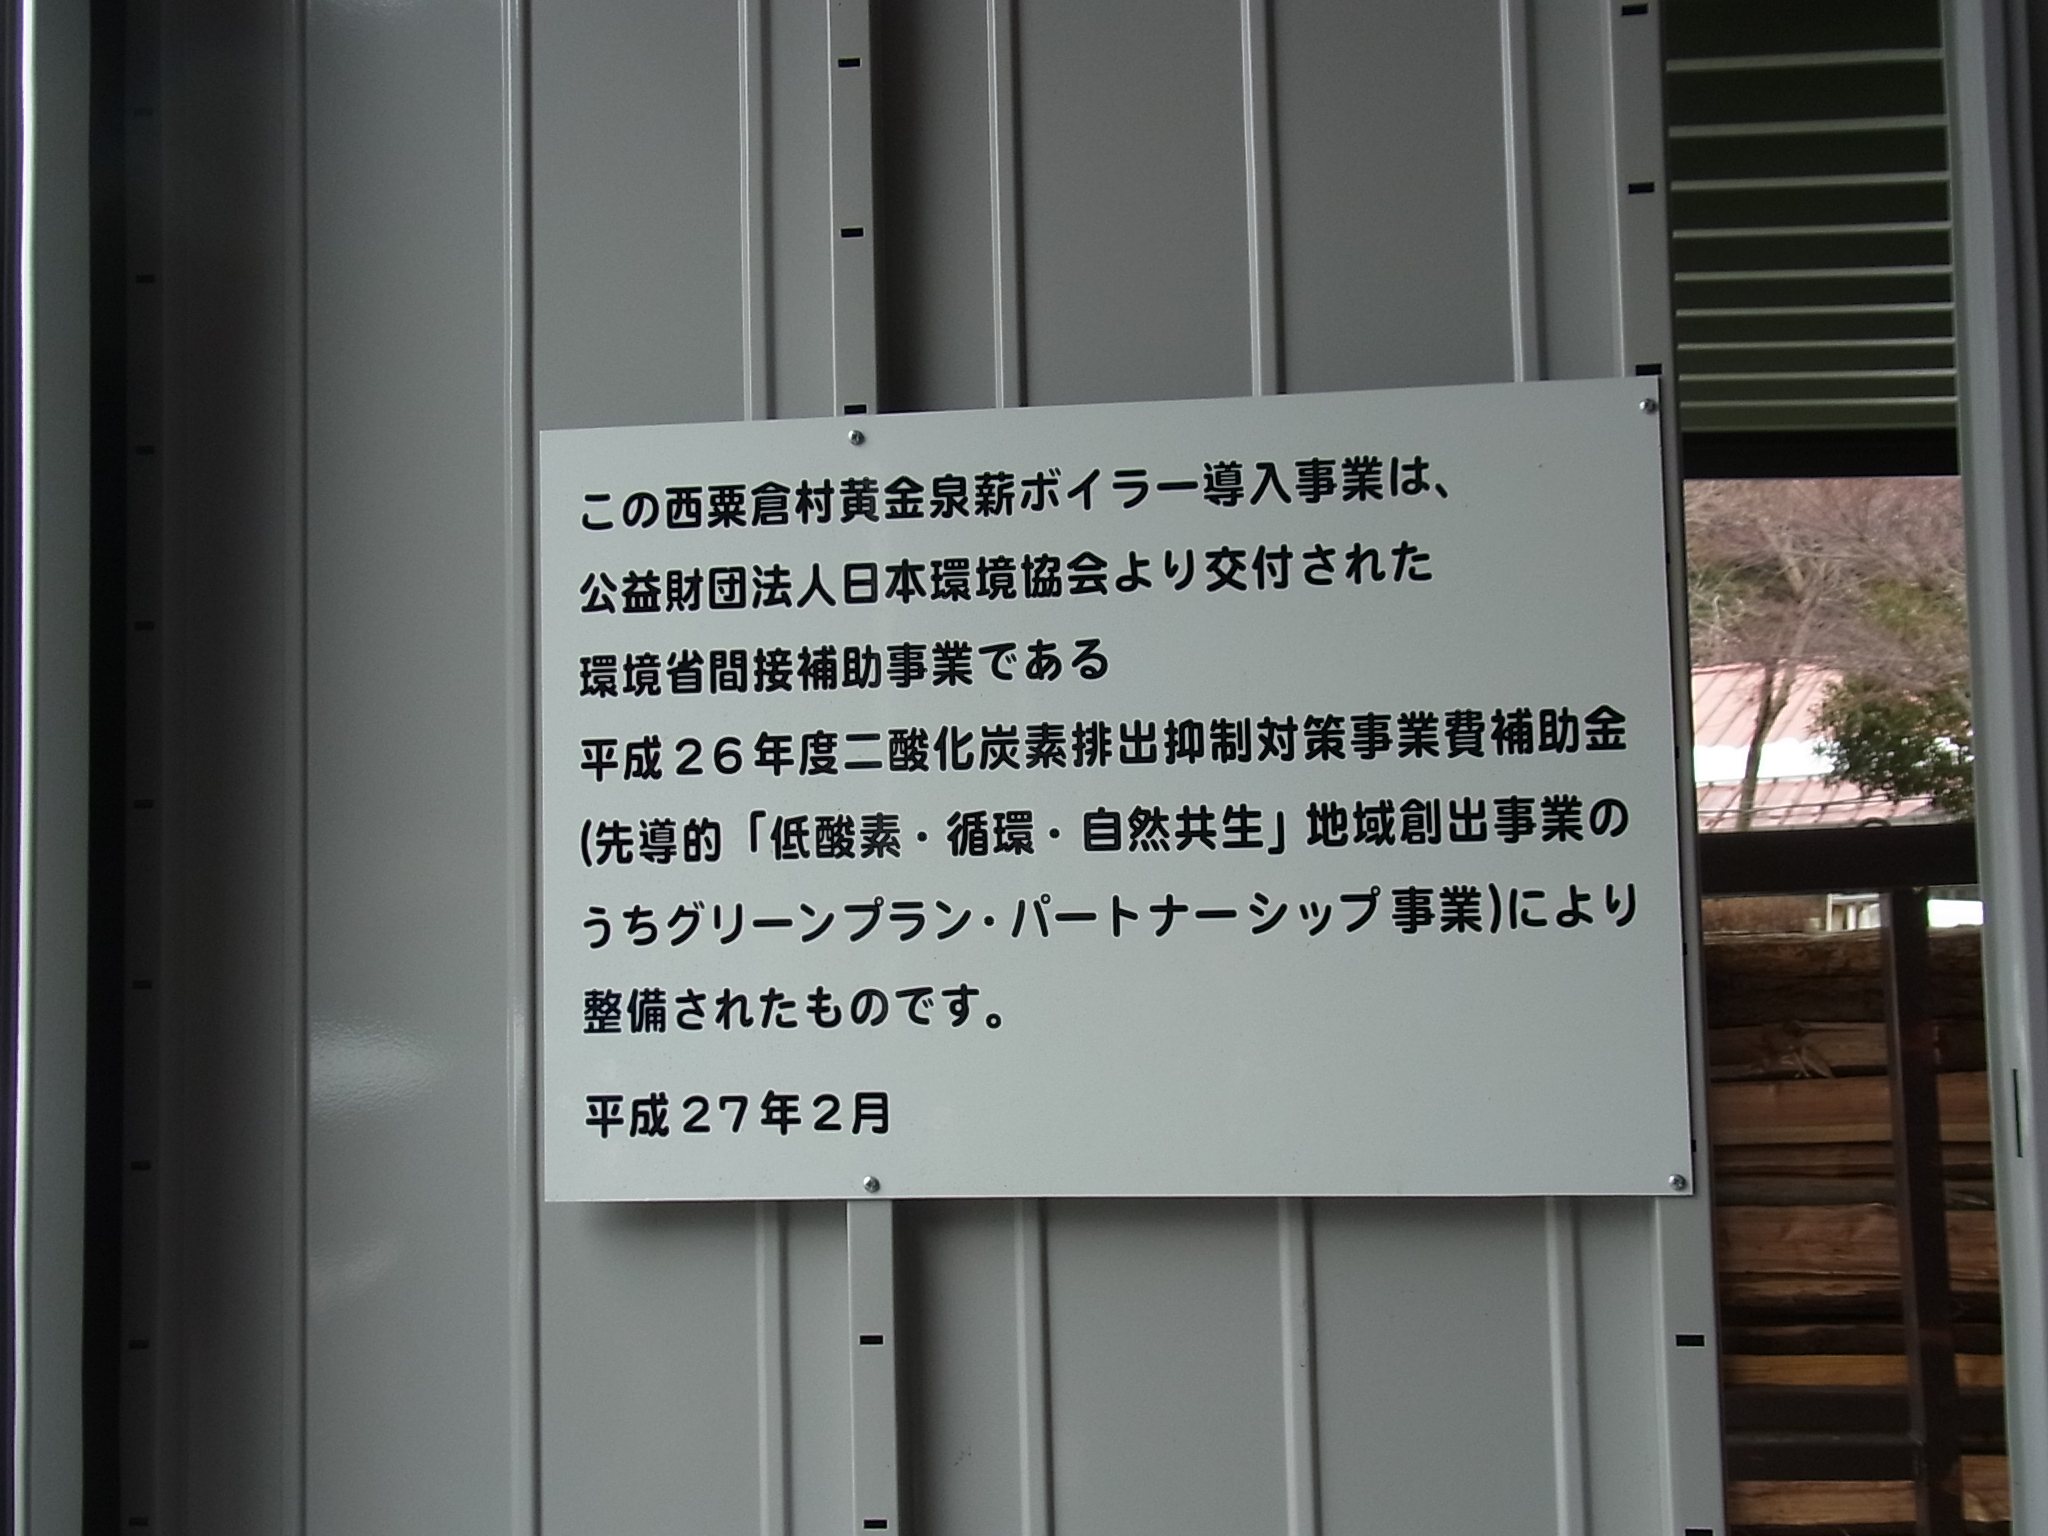 この西粟倉村黄金泉薪ボイラー導入事業は、
公益財団法人日本環境協会より交付された
環境省間接補助事業である
平成26年度二酸化炭素排出抑制対策事業費補助金
(先導的「低酸素・循環・自然共生」地域創出事業の
うちグリーンプラン・パートナーシップ事業)により
整備されたものです。
平成27年2月